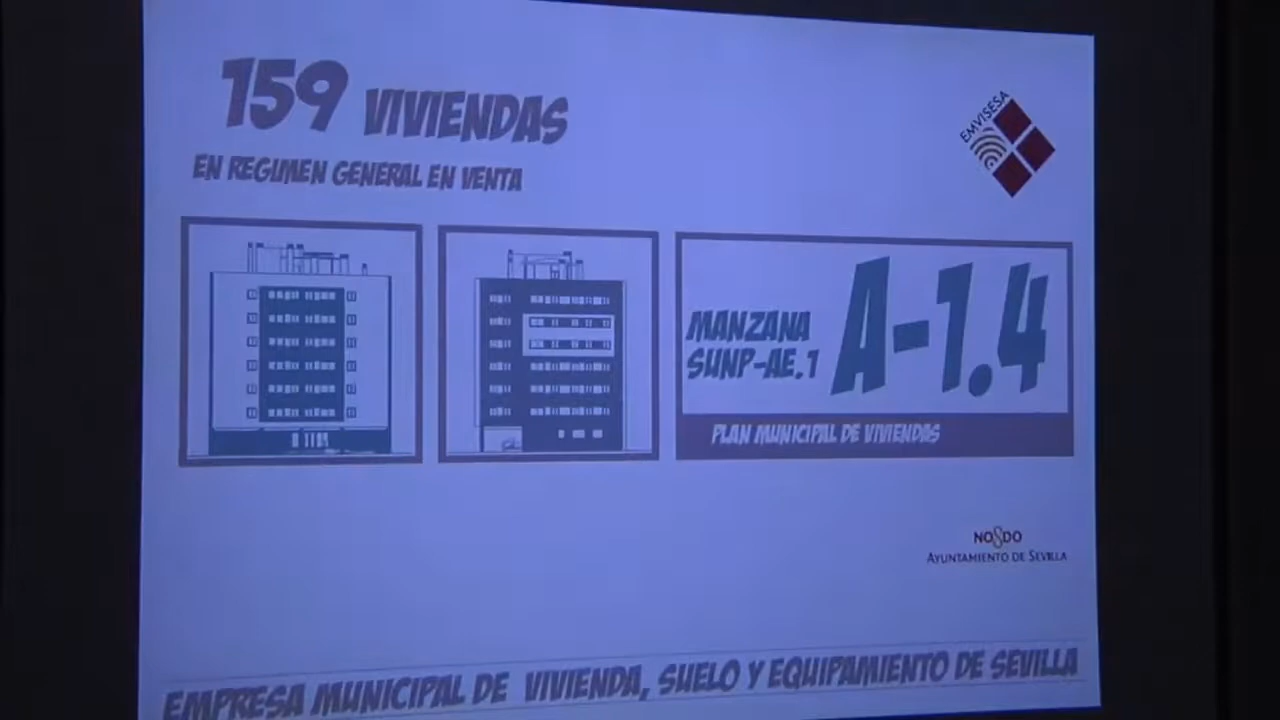 159 VIVIENDAS
EN REGIMEN GENERAL EN VENTA
EMVISESA
MANZANA
SUNP-AE.1
A-1.4
PLAN MUNICIPAL DE VIVIENDAS
NO8DO
AYUNTAMIENTO DE SEVILLA
EMPRESA MUNICIPAL DE VIVIENDA, SUELO Y EQUIPAMIENTO DE SEVILLA